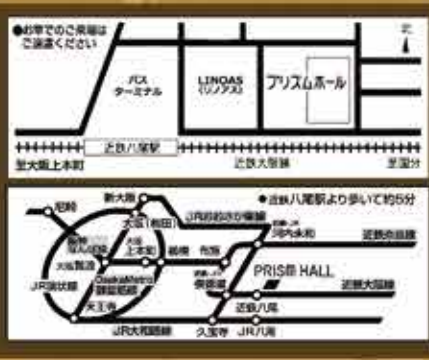 ●お車でのご来場は
ご遠慮ください
北
バス
ターミナル
LINOAS
(リノアス)
プリズムホール
近鉄八尾駅
至大阪上本町
近鉄大阪線
至国分
●近鉄八尾駅より歩いて約5分
新大阪
尼崎
大阪(梅田)
JRおおさか東線
河内永和
近鉄奈良線
大阪難波
大阪
上本町
鶴橋
布施
OsakaMetro
御堂筋線
俊徳道
PRISM HALL
JR環状線
近鉄大阪線
天王寺
近鉄八尾
JR大和路線
久宝寺
JR八尾